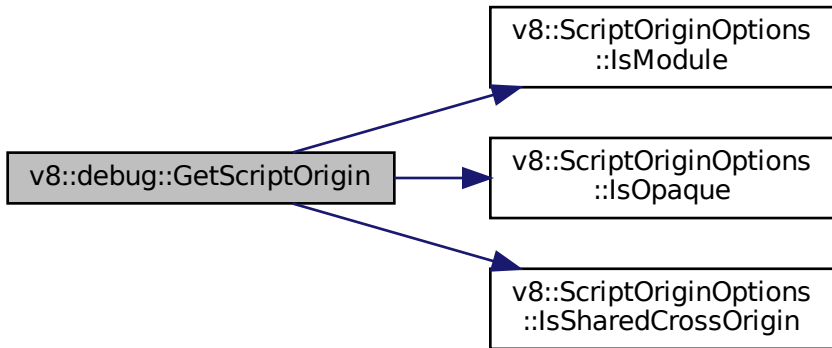 v8::debug::GetScriptOrigin
v8::ScriptOriginOptions
::IsModule
v8::ScriptOriginOptions
::IsOpaque
v8::ScriptOriginOptions
::IsSharedCrossOrigin